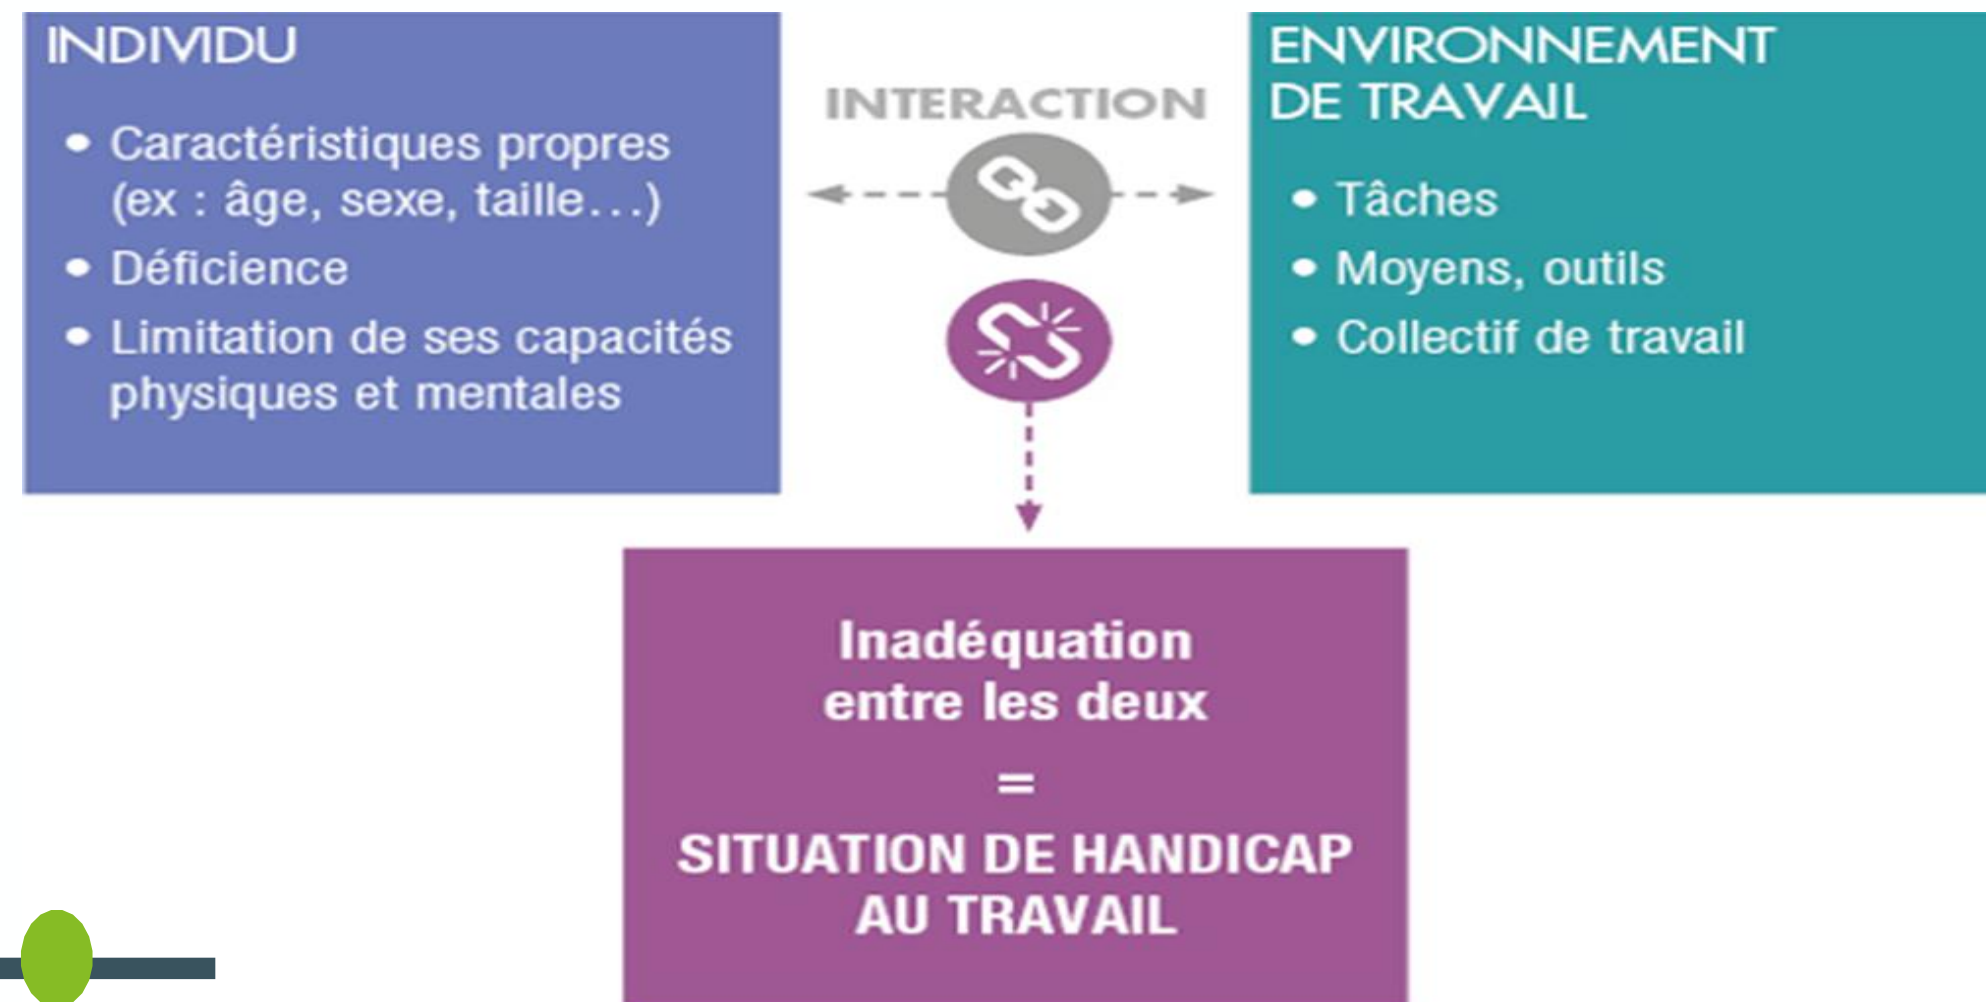 INDIVIDU
• Caractéristiques propres
(ex : âge, sexe, taille…)
• Déficience
• Limitation de ses capacités
physiques et mentales
INTERACTION
ENVIRONNEMENT
DE TRAVAIL
• Tâches
• Moyens, outils
• Collectif de travail
Inadéquation
entre les deux
=
SITUATION DE HANDICAP
AU TRAVAIL